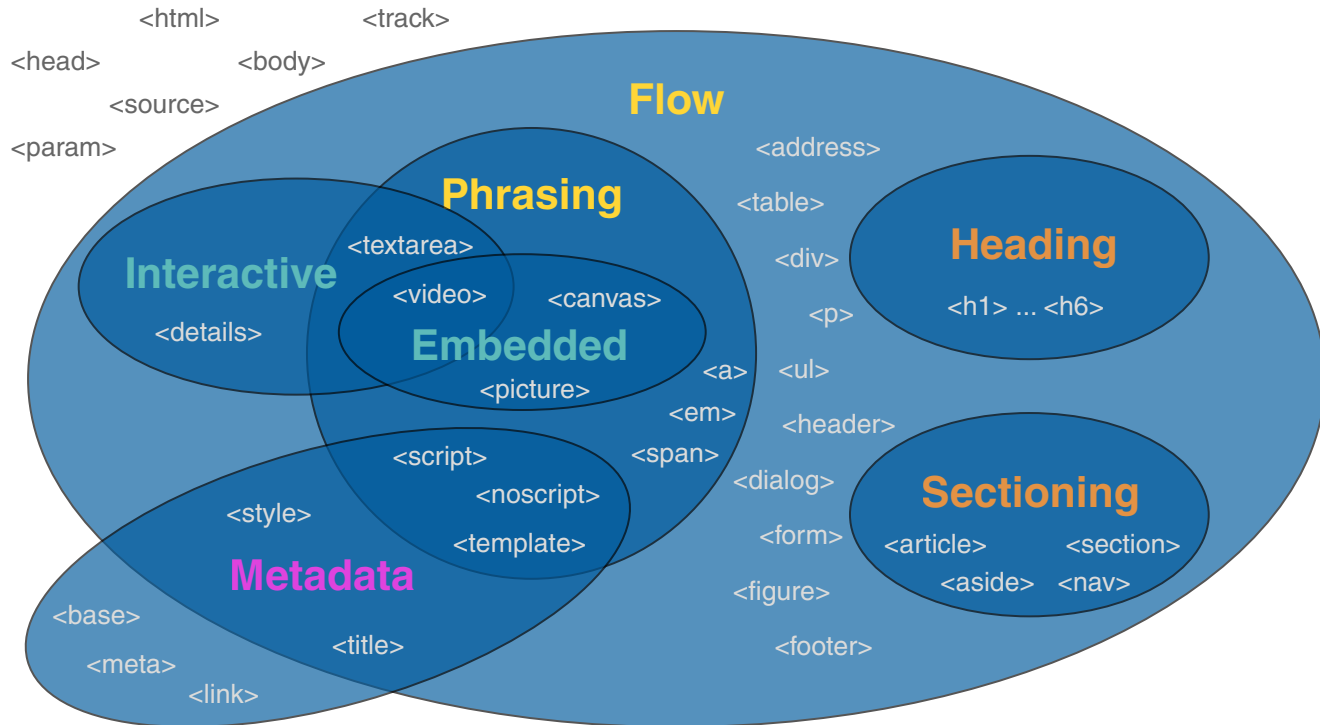 <html> <track>
<head> <body>
<source>
Flow
<param> <address>
Phrasing
<table>
Interactive <textarea> <div> Heading
<video> <canvas>
<details> <p> <h1> ... <h6>
Embedded
<picture> <a> <ul>
<em> <header>
<script> <span>
<noscript> <dialog> Sectioning
<style>
<template> <form> <article> <section>
Metadata <aside> <nav>
<base> <figure>
<title> <footer>
<meta>
<link>